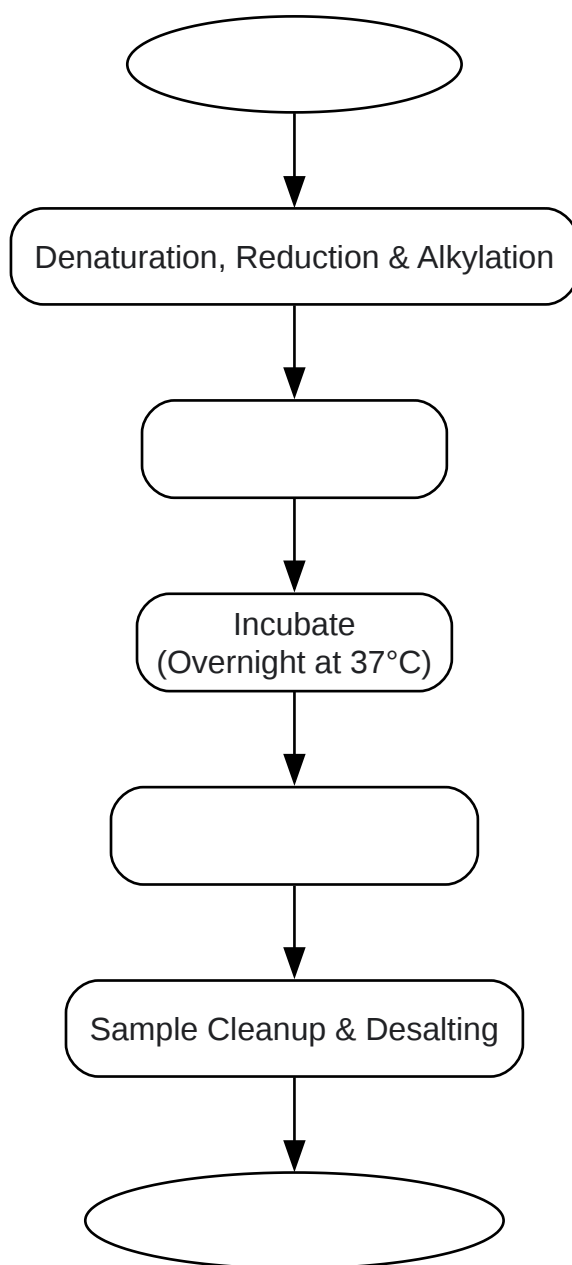 Denaturation, Reduction & Alkylation
Incubate
(Overnight at 37°C)
Sample Cleanup & Desalting